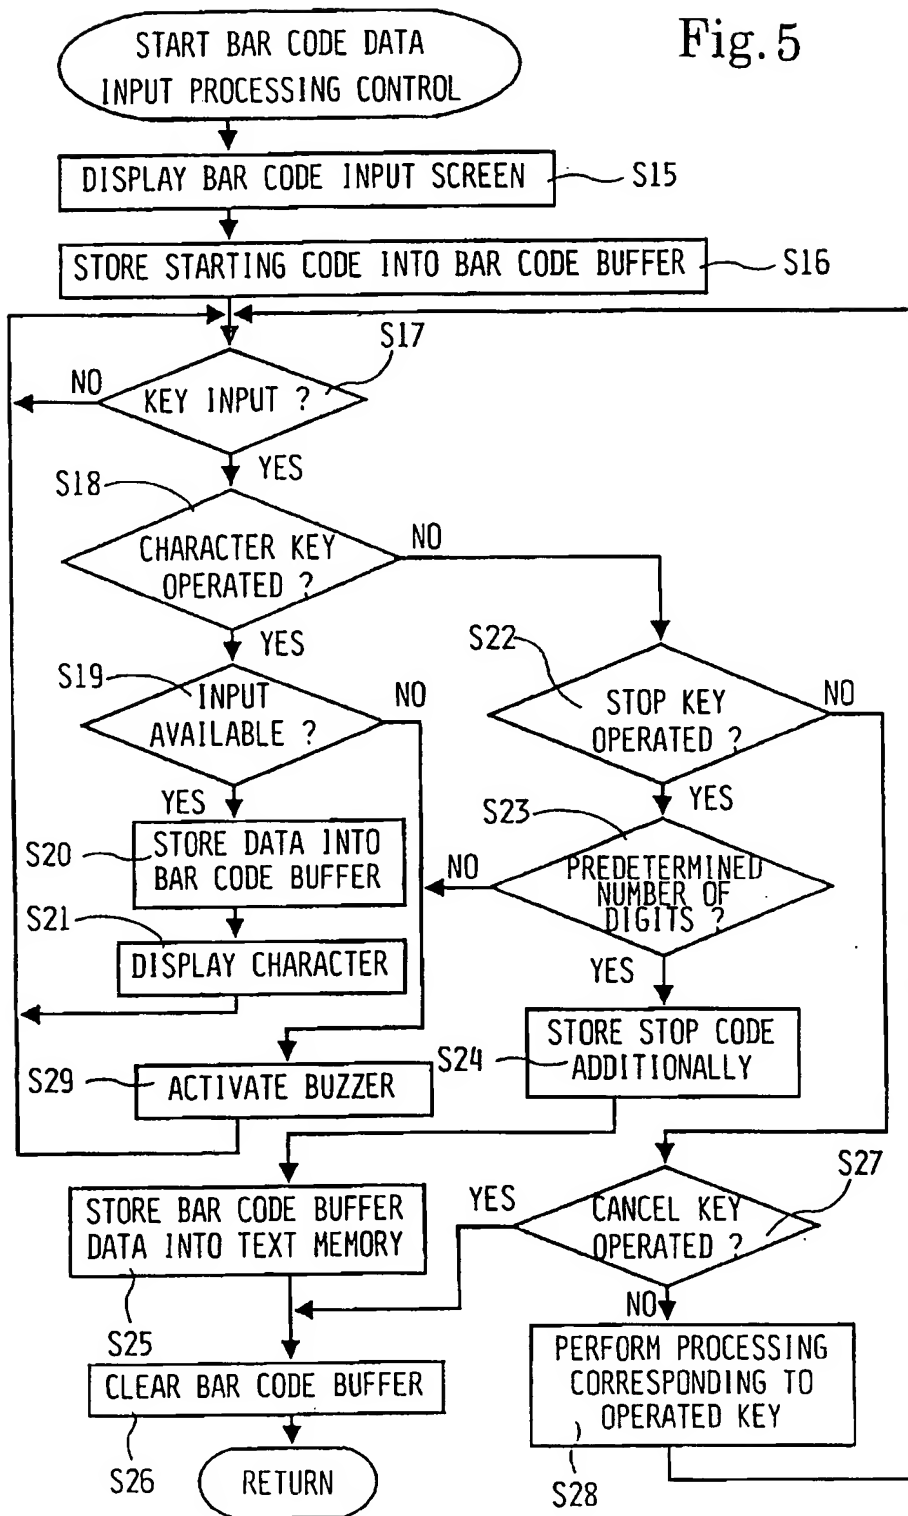 Fig. 5
START BAR CODE DATA
INPUT PROCESSING CONTROL
DISPLAY BAR CODE INPUT SCREEN
S15
STORE STARTING CODE INTO BAR CODE BUFFER
S16
S17
KEY INPUT ?
NO
YES
S18
CHARACTER KEY
OPERATED ?
NO
YES
S19
INPUT
AVAILABLE ?
NO
YES
S22
STOP KEY
OPERATED ?
NO
YES
S20
STORE DATA INTO
BAR CODE BUFFER
S23
PREDETERMINED
NUMBER OF
DIGITS ?
NO
YES
S21
DISPLAY CHARACTER
S24
STORE STOP CODE
ADDITIONALLY
S29
ACTIVATE BUZZER
S27
CANCEL KEY
OPERATED ?
YES
NO
STORE BAR CODE BUFFER
DATA INTO TEXT MEMORY
S25
CLEAR BAR CODE BUFFER
S26
PERFORM PROCESSING
CORRESPONDING TO
OPERATED KEY
S28
RETURN